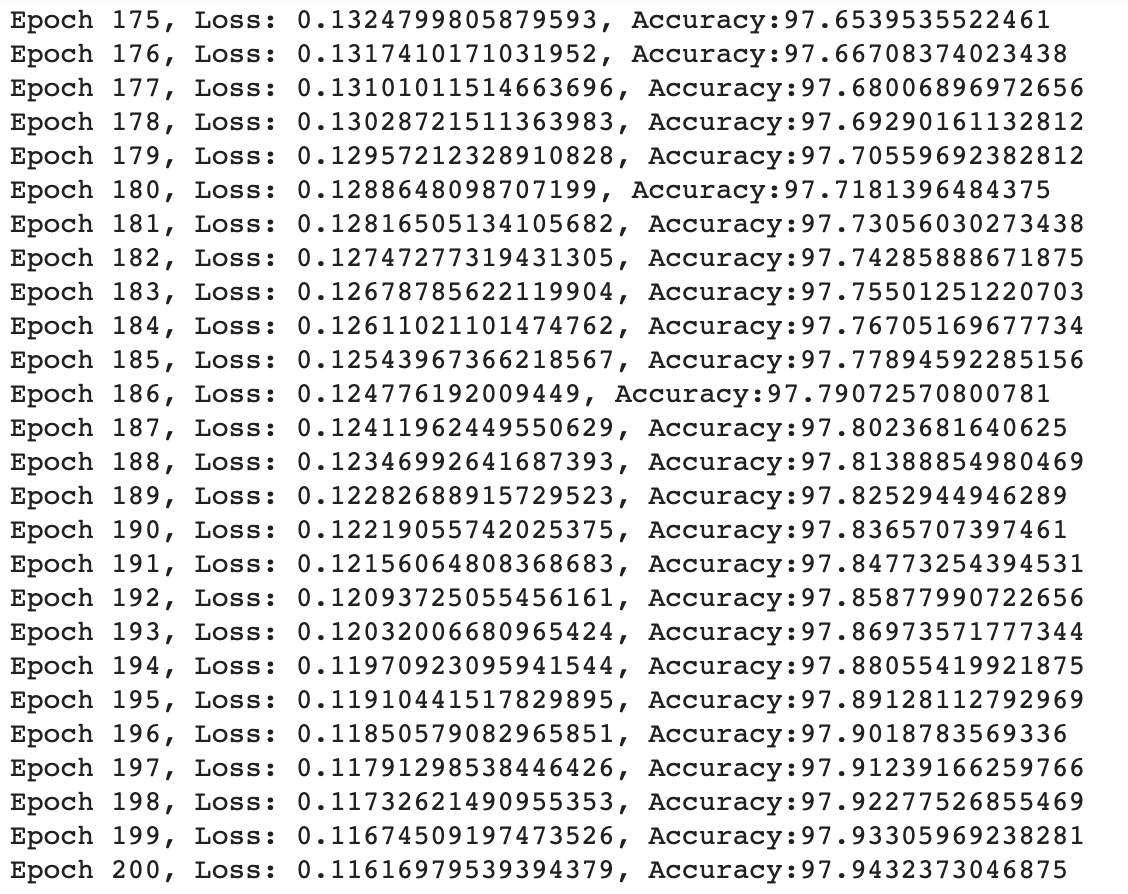 Epoch 175, Loss: 0.1324799805879593, Accuracy:97.6539535522461
Epoch 176, Loss: 0.1317410171031952, Accuracy:97.66708374023438
Epoch 177, Loss: 0.13101011514663696, Accuracy:97.68006896972656
Epoch 178, Loss: 0.13028721511363983, Accuracy:97.69290161132812
Epoch 179, Loss: 0.12957212328910828, Accuracy:97.70559692382812
Epoch 180, Loss: 0.1288648098707199, Accuracy:97.7181396484375
Epoch 181, Loss: 0.12816505134105682, Accuracy:97.73056030273438
Epoch 182, Loss: 0.12747277319431305, Accuracy:97.74285888671875
Epoch 183, Loss: 0.12678785622119904, Accuracy:97.75501251220703
Epoch 184, Loss: 0.12611021101474762, Accuracy:97.76705169677734
Epoch 185, Loss: 0.12543967366218567, Accuracy:97.77894592285156
Epoch 186, Loss: 0.124776192009449, Accuracy:97.79072570800781
Epoch 187, Loss: 0.12411962449550629, Accuracy:97.8023681640625
Epoch 188, Loss: 0.12346992641687393, Accuracy:97.81388854980469
Epoch 189, Loss: 0.12282688915729523, Accuracy:97.8252944946289
Epoch 190, Loss: 0.12219055742025375, Accuracy:97.8365707397461
Epoch 191, Loss: 0.12156064808368683, Accuracy:97.84773254394531
Epoch 192, Loss: 0.12093725055456161, Accuracy:97.85877990722656
Epoch 193, Loss: 0.12032006680965424, Accuracy:97.86973571777344
Epoch 194, Loss: 0.11970923095941544, Accuracy:97.88055419921875
Epoch 195, Loss: 0.11910441517829895, Accuracy:97.89128112792969
Epoch 196, Loss: 0.11850579082965851, Accuracy:97.9018783569336
Epoch 197, Loss: 0.11791298538446426, Accuracy:97.91239166259766
Epoch 198, Loss: 0.11732621490955353, Accuracy:97.92277526855469
Epoch 199, Loss: 0.11674509197473526, Accuracy:97.93305969238281
Epoch 200, Loss: 0.11616979539394379, Accuracy:97.9432373046875